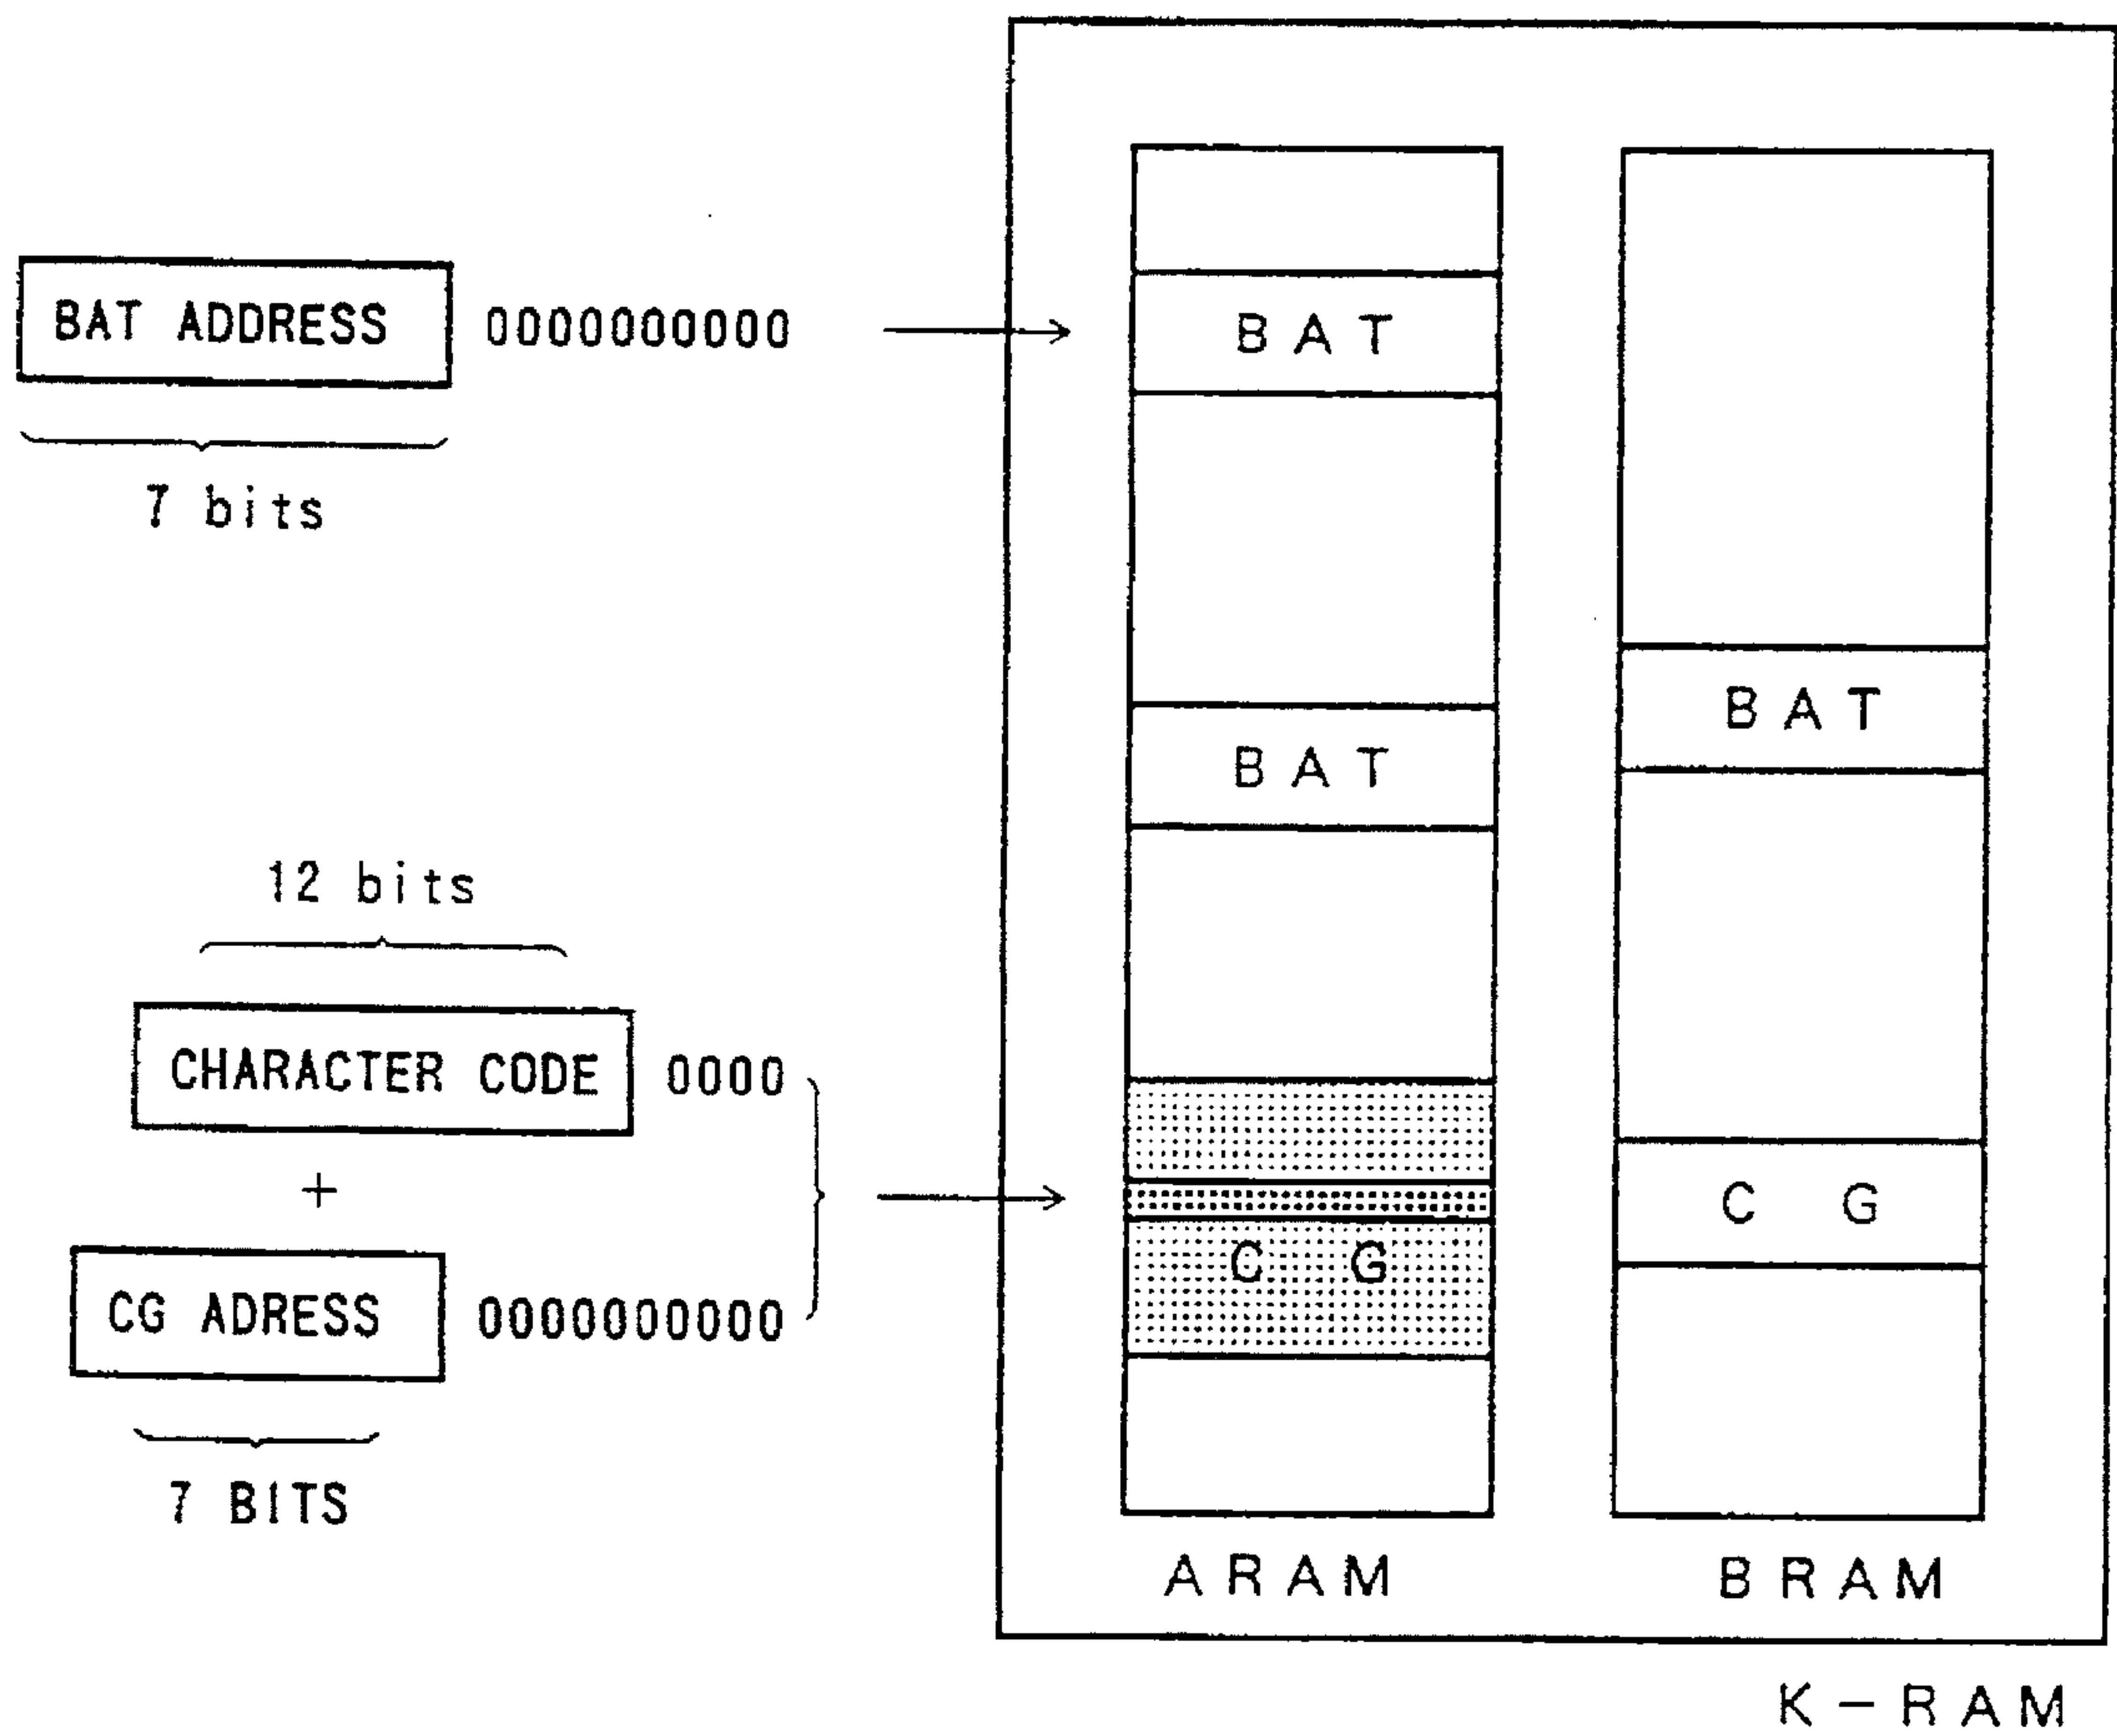 BAT ADDRESS 0000000000
7 bits
12 bits
CHARACTER CODE 0000
+
CG ADRESS 0000000000
7 BITS
BAT
BAT
C G
ARAM
BAT
C G
BRAM
K-RAM